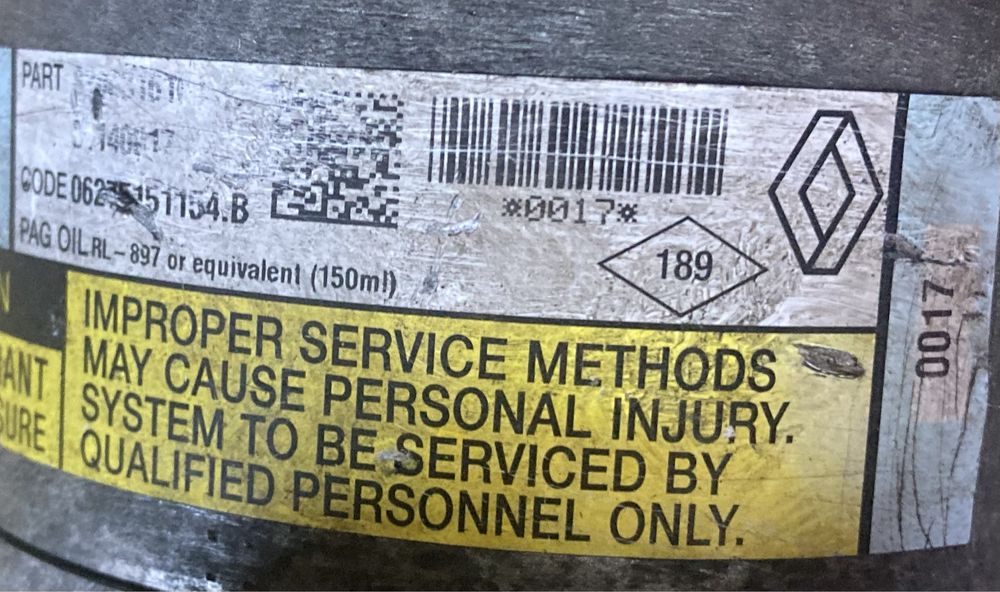 PART
CODE
PAG OIL RL-897 or equivalent (150ml)
*0017*
189
0017
IMPROPER SERVICE METHODS
MAY CAUSE PERSONAL INJURY.
SYSTEM TO BE SERVICED BY
QUALIFIED PERSONNEL ONLY.